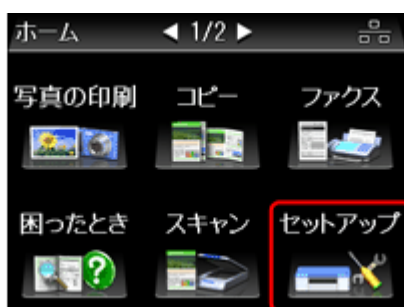 ホーム ◀ 1/2 ▶
写真の印刷 コピー ファクス
困ったとき スキャン セットアップ